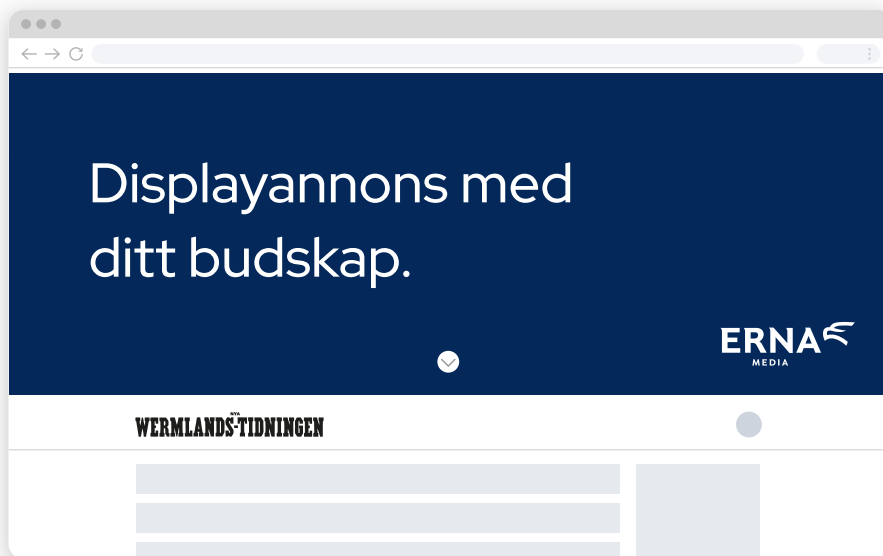 Displayannons med
ditt budskap.
ERNA
MEDIA
NYA
WERMLANDS-TIDNINGEN